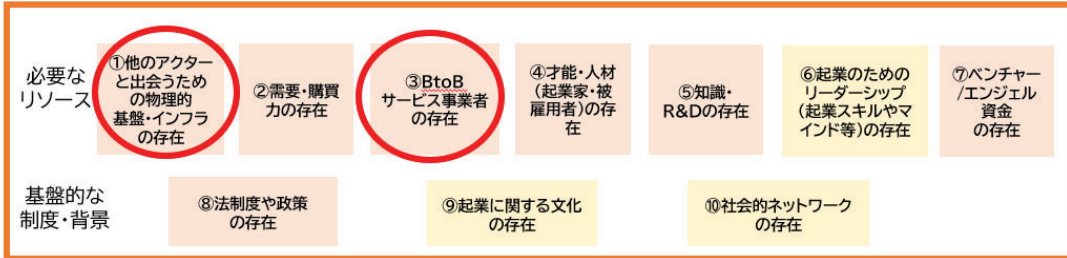 必要な
リソース
①他のアクター
と出会うため
の物理的
基盤・インフラ
の存在
②需要・購買
力の存在
③BtoB
サービス事業者
の存在
④才能・人材
(起業家・被
雇用者)の存
在
⑤知識・
R&Dの存在
⑥起業のための
リーダーシップ
(起業スキルやマ
インド等)の存在
⑦ベンチャー
/エンジェル
資金
の存在
基盤的な
制度・背景
⑧法制度や政策
の存在
⑨起業に関する文化
の存在
⑩社会的ネットワーク
の存在